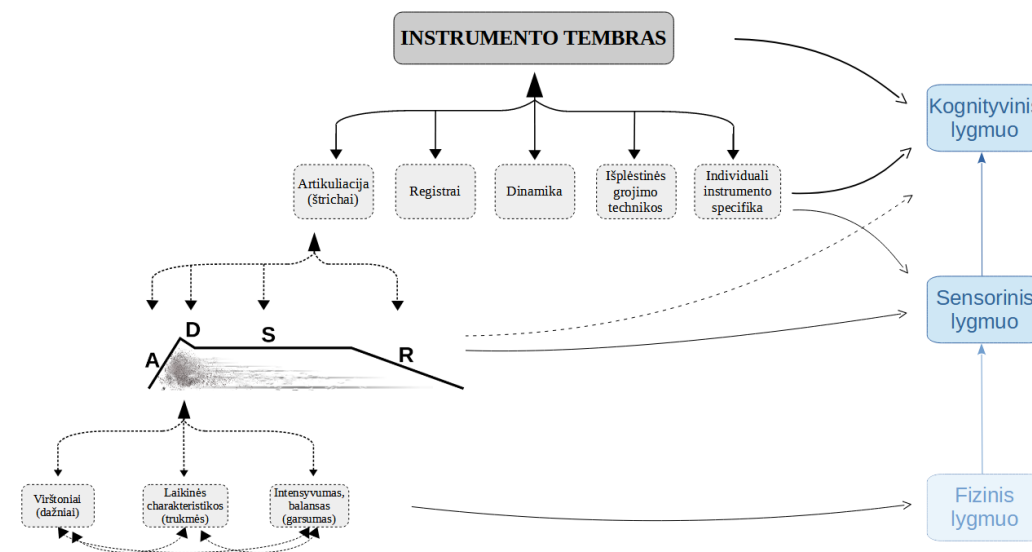 INSTRUMENTO TEMBRAS
Kognityvinis
lygmuo
Artikuliacija
(štrichai)
Registrai
Dinamika
Išplėstinės
grojimo
technikos
Individuali
instrumento
specifika
Sensorinis
lygmuo
A
D
S
R
Virštoniai
(dažniai)
Laikinės
charakteristikos
(trukmės)
Intensyvumas,
balansas
(garsumas)
Fizinis
lygmuo